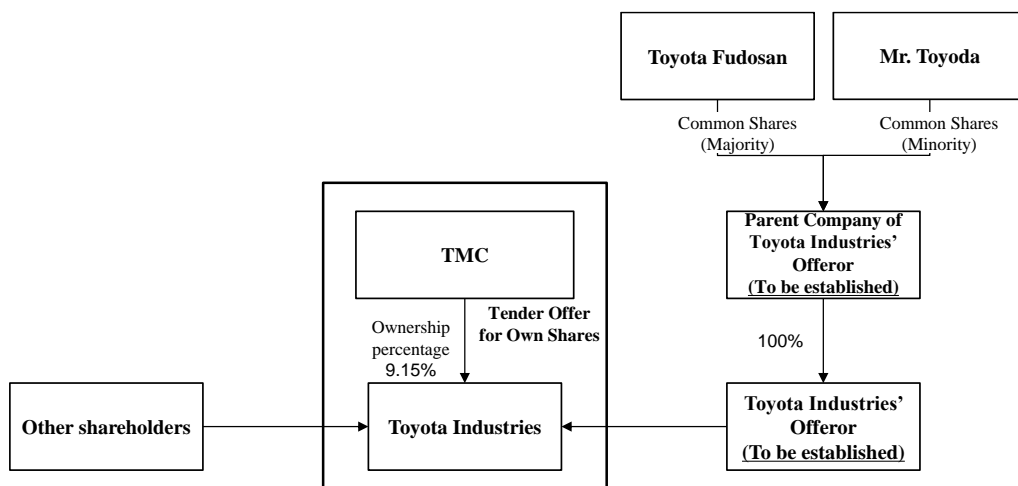 Toyota Fudosan
Mr. Toyoda
Common Shares
(Majority)
Common Shares
(Minority)
Parent Company of
Toyota Industries’
Offeror
(To be established)
TMC
Tender Offer
for Own Shares
Ownership
percentage
9.15%
100%
Other shareholders
Toyota Industries
Toyota Industries’
Offeror
(To be established)